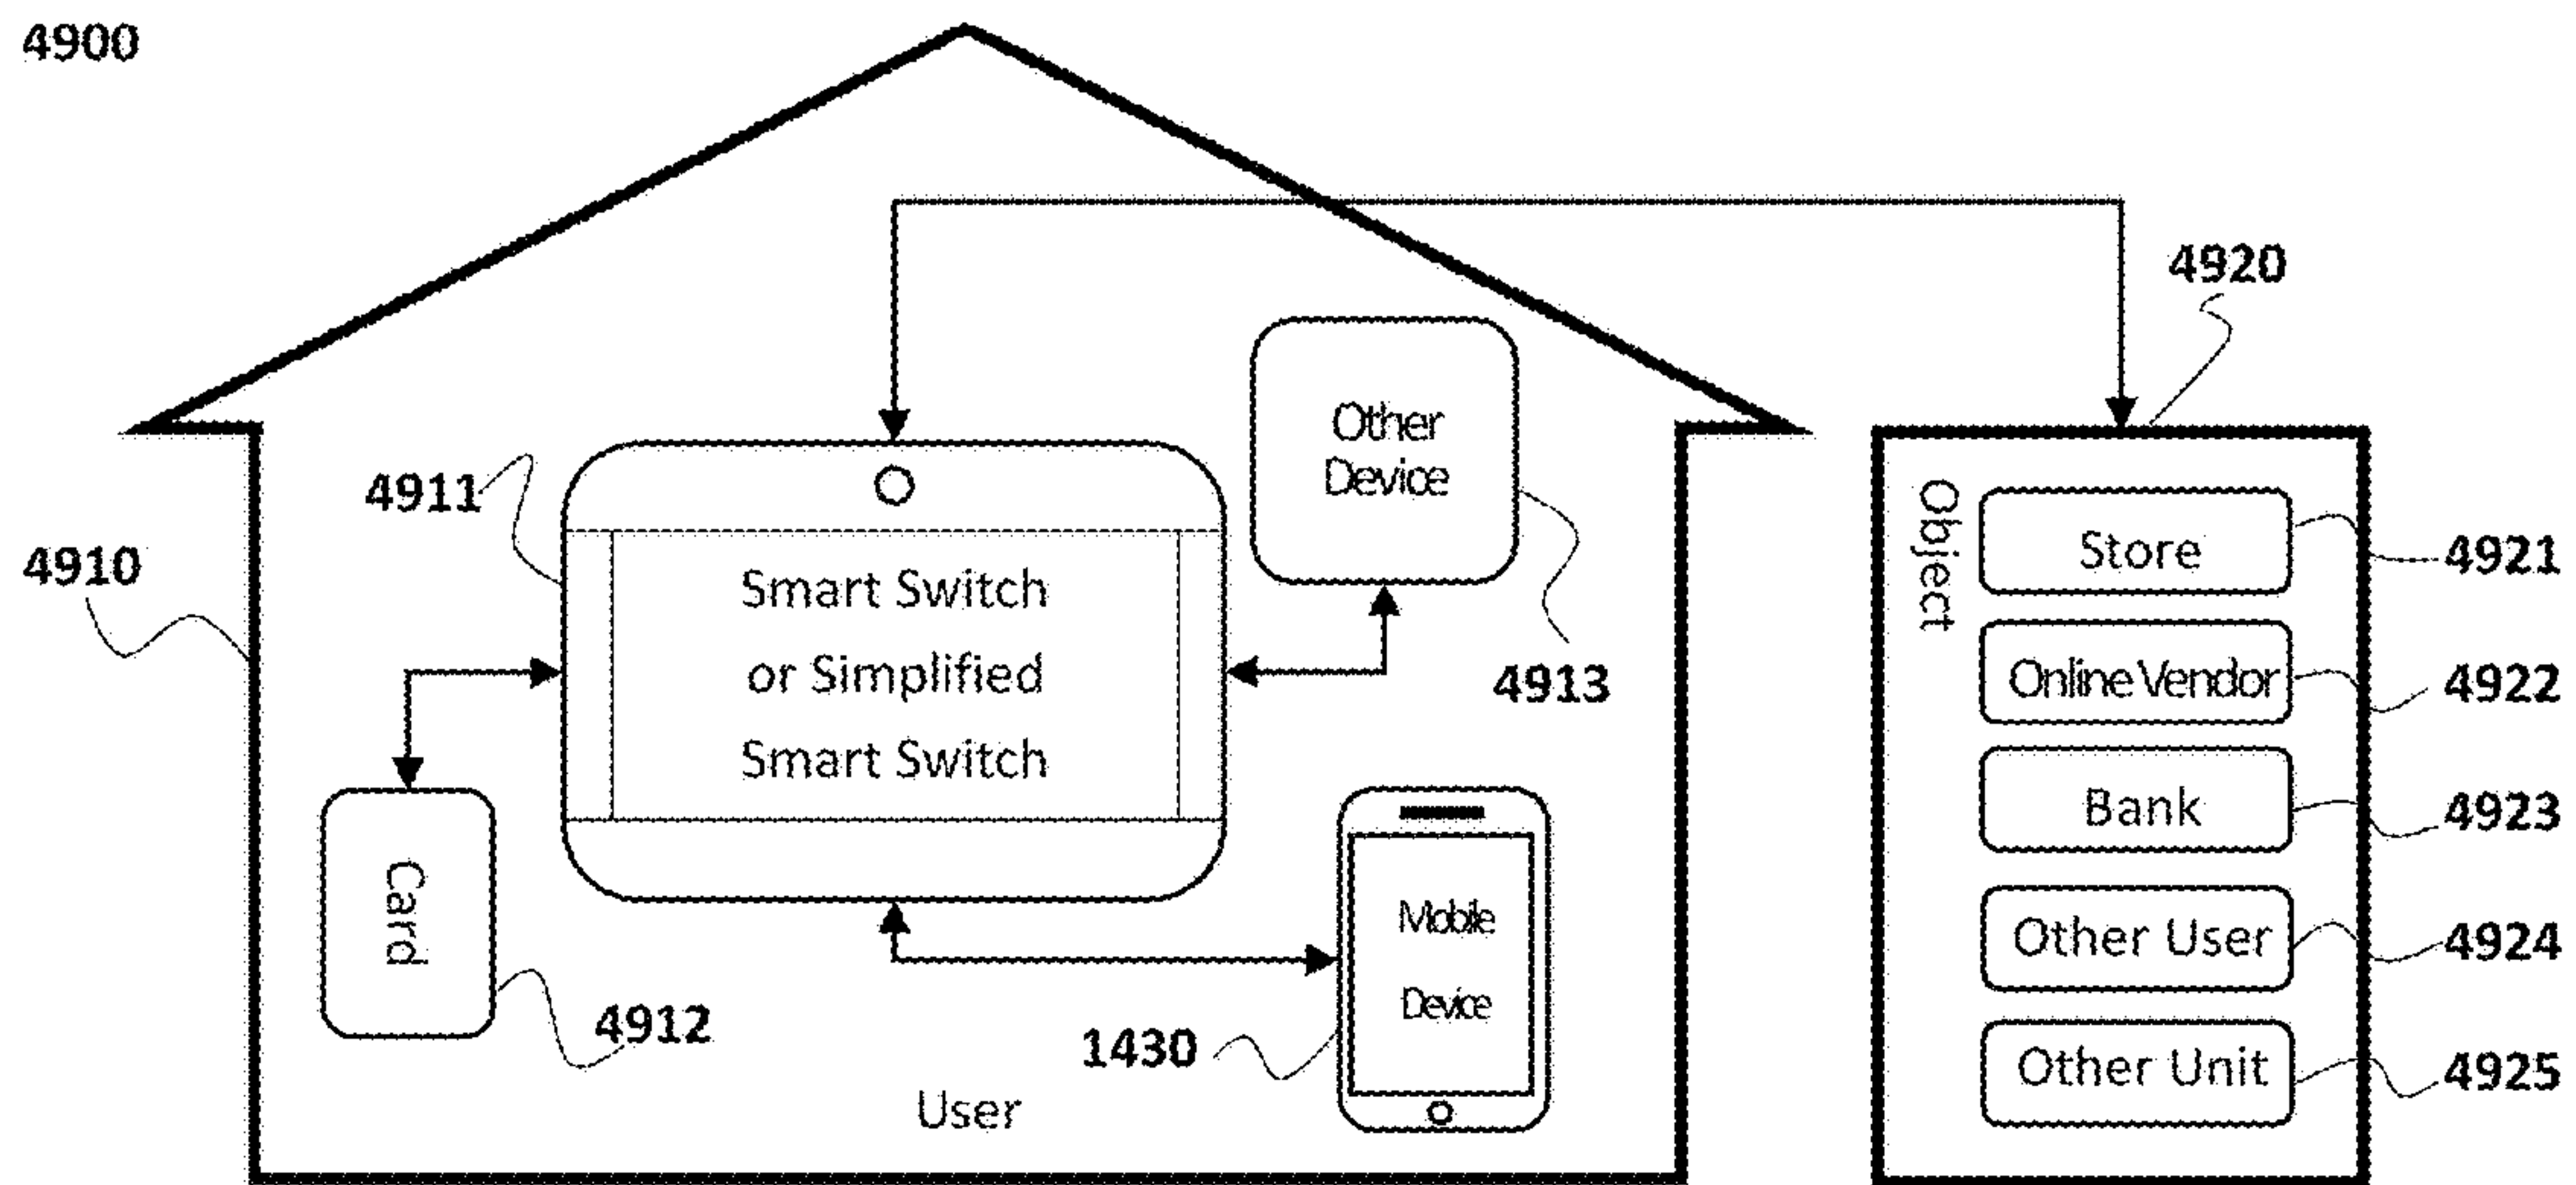 4900
4920
Other
Device
4911
Smart Switch
or Simplified
Smart Switch
4910
4913
Card
4912
Mobile
Device
1430
User
Object
Store
4921
Online Vendor
4922
Bank
4923
Other User
4924
Other Unit
4925